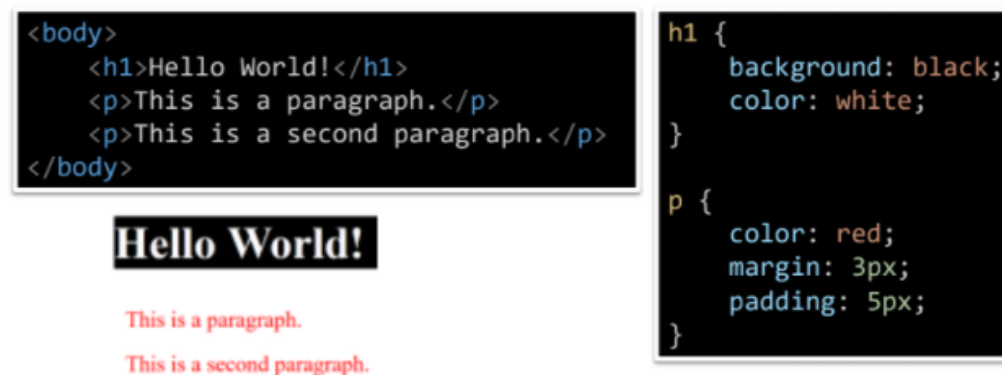 <body>
    <h1>Hello World!</h1>
    <p>This is a paragraph.</p>
    <p>This is a second paragraph.</p>
</body>
Hello World!
This is a paragraph.
This is a second paragraph.
h1 {
    background: black;
    color: white;
}
p {
    color: red;
    margin: 3px;
    padding: 5px;
}